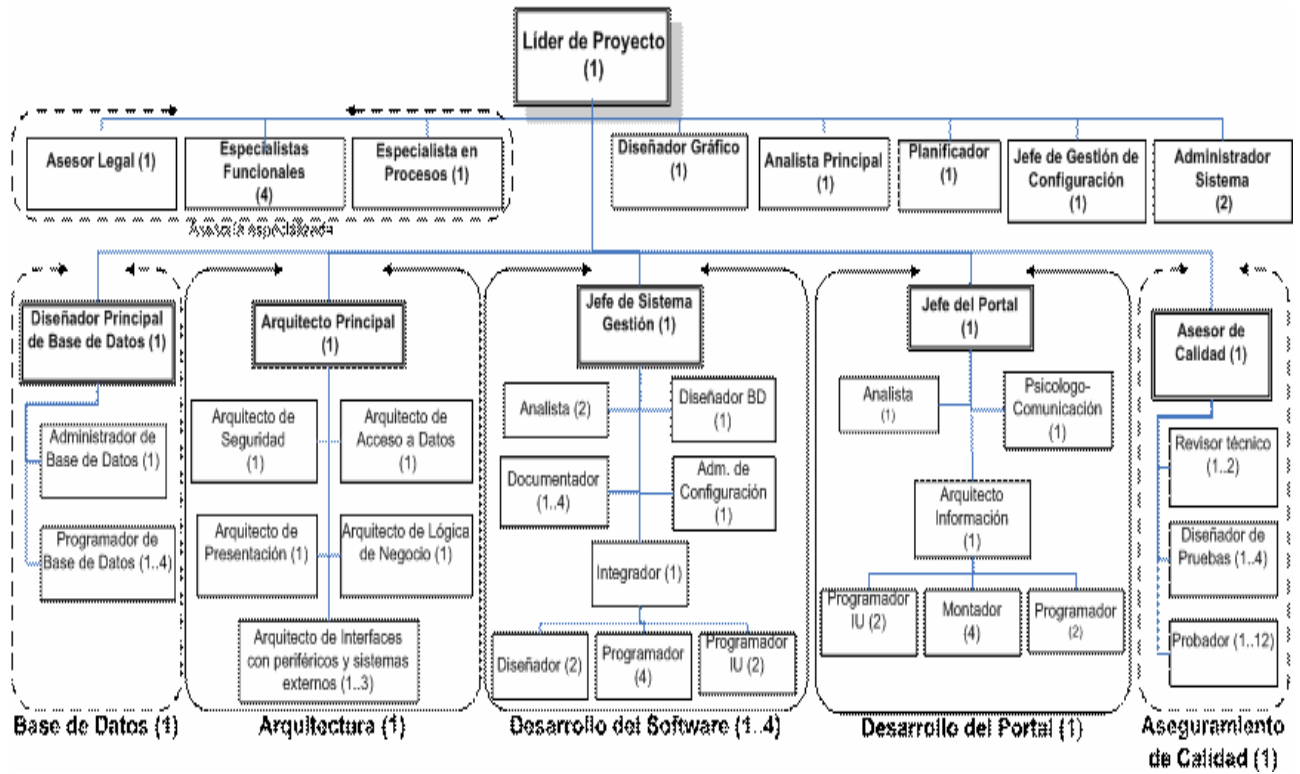 Líder de Proyecto
(1)
Asesor Legal (1)
Especialistas
Funcionales
(4)
Especialista en
Procesos (1)
Diseñador Gráfico
(1)
Analista Principal
(1)
Planificador
(1)
Jefe de Gestión de
Configuración
(1)
Administrador
Sistema
(2)
Asesoría especializada
Diseñador Principal
de Base de Datos (1)
Administrador de
Base de Datos (1)
Programador de
Base de Datos (1..4)
Base de Datos (1)
Arquitecto Principal
(1)
Arquitecto de
Seguridad
(1)
Arquitecto de
Acceso a Datos
(1)
Arquitecto de
Presentación (1)
Arquitecto de Lógica
de Negocio (1)
Arquitecto de Interfaces
con periféricos y sistemas
externos (1..3)
Arquitectura (1)
Jefe de Sistema
Gestión (1)
Analista (2)
Diseñador BD
(1)
Documentador
(1..4)
Adm. de
Configuración
(1)
Integrador (1)
Diseñador (2)
Programador
(4)
Programador
IU (2)
Desarrollo del Software (1..4)
Jefe del Portal
(1)
Analista
(1)
Psicologo-
Comunicación
(1)
Arquitecto
Información
(1)
Programador
IU (2)
Montador
(4)
Programador
(2)
Desarrollo del Portal (1)
Asesor de
Calidad (1)
Revisor técnico
(1..2)
Diseñador de
Pruebas (1..4)
Probador (1..12)
Aseguramiento
de Calidad (1)